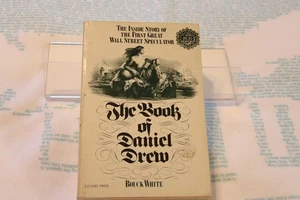 The Inside Story of
the First Great
Wall Street Speculator
The Book
of
Daniel
Drew
Bouck White